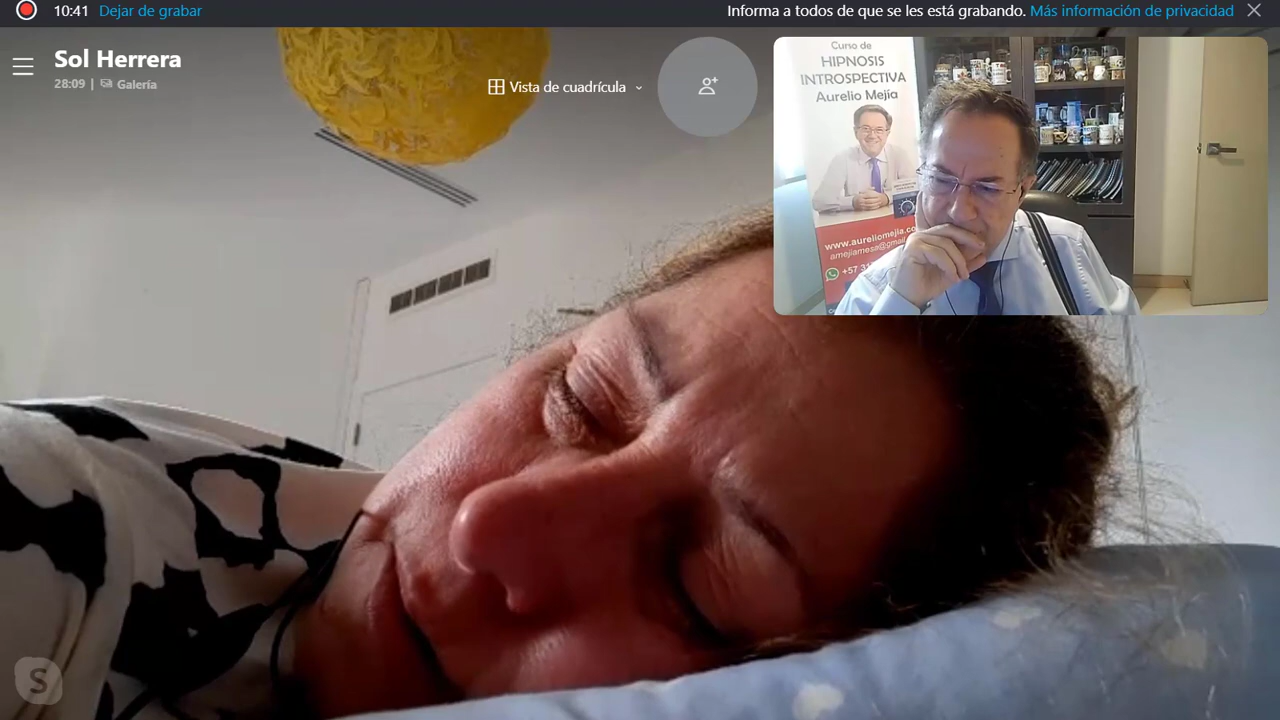 10:41 Dejar de grabar
Informa a todos de que se les está grabando. Más información de privacidad
Sol Herrera
28:09 | Galería
Vista de cuadrícula
Curso de
HIPNOSIS
INTROSPECTIVA
Aurelio Mejía
www.aureliomejia.co
amejiamesa@gmail
+57 31
S